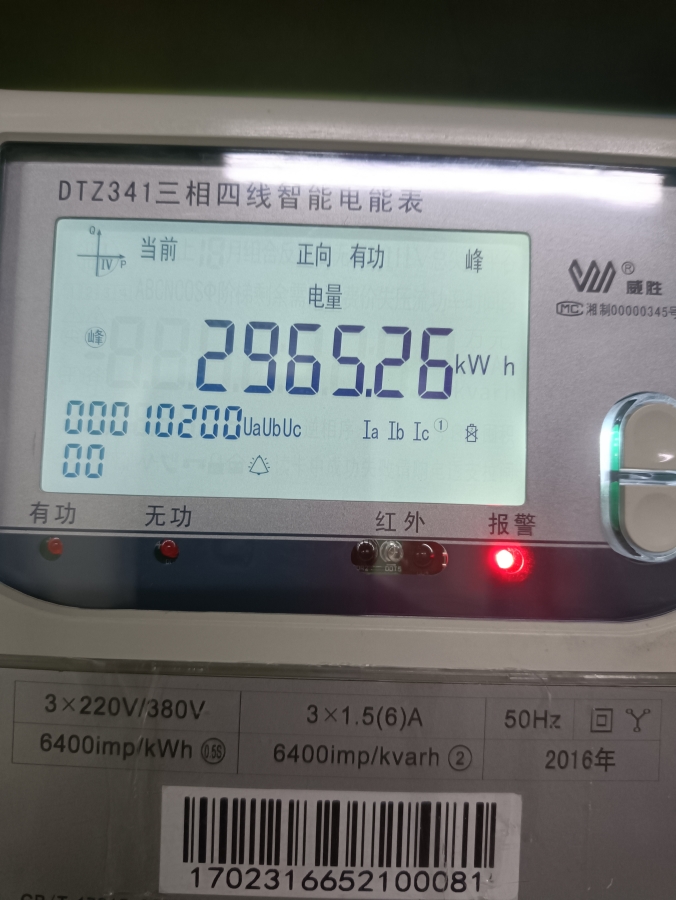 DTZ341三相四线智能电能表
Q
IV P
当前 正向 有功 峰
电量
峰
2965.26 kW h
00010200 UaUbUc Ia Ib Ic ①
00
威胜®
MC 湘制00000345号
有功 无功 红外 报警
3×220V/380V 3×1.5(6)A 50Hz
6400imp/kWh 0.5S 6400imp/kvarh ② 2016年
1702316652100081